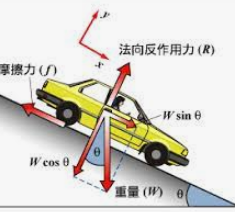 y
x
法向反作用力 (R)
摩擦力 (f)
W sin θ
W cos θ
θ
重量 (W)
θ